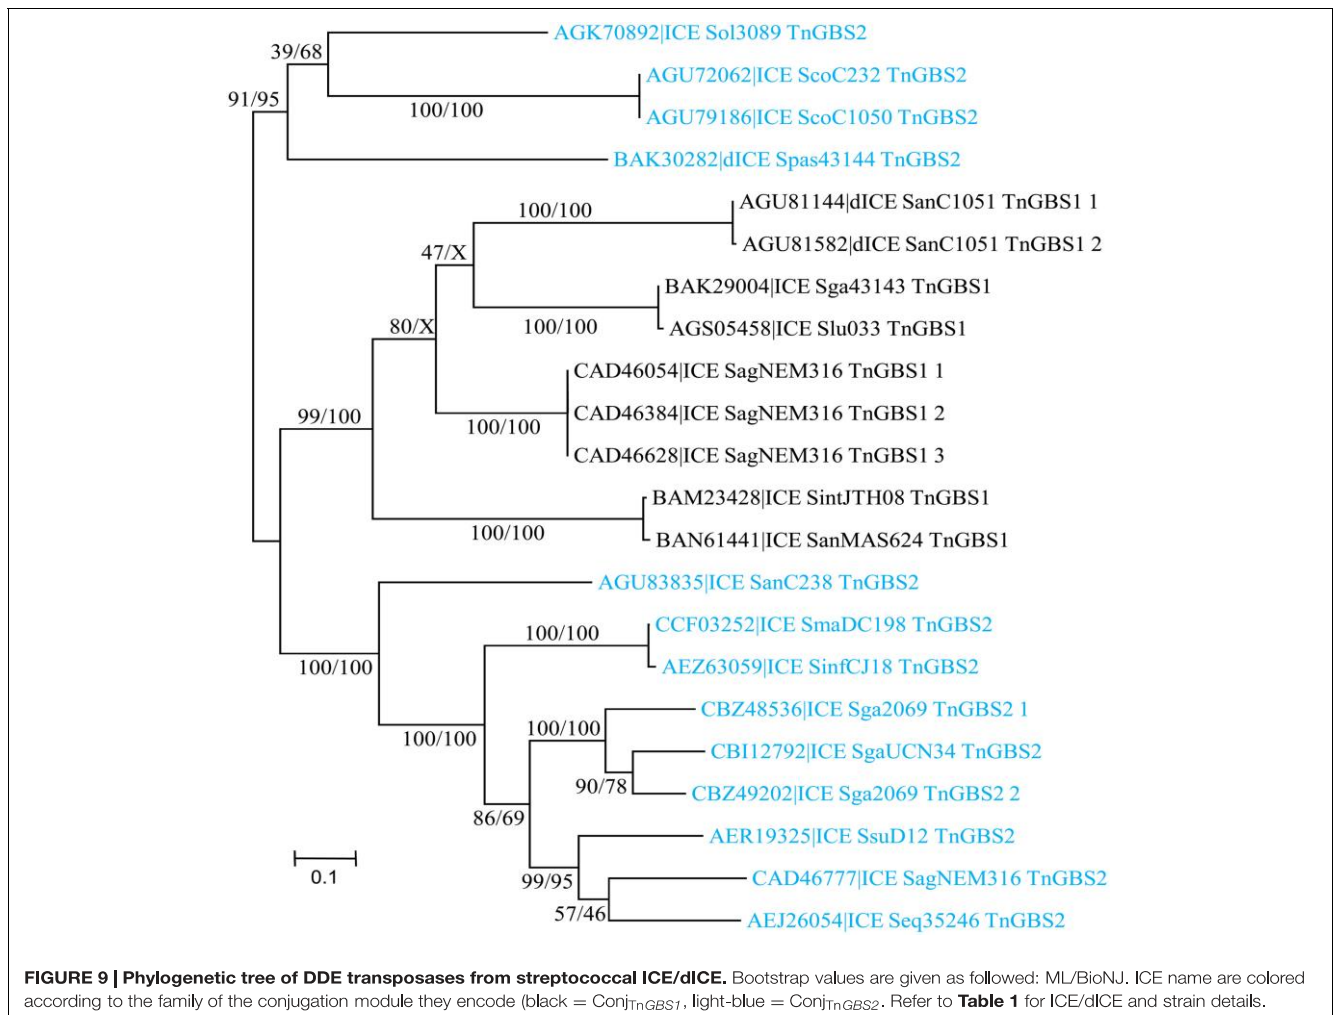 AGK70892|ICE Sol3089 TnGBS2
39/68
AGU72062|ICE ScoC232 TnGBS2
91/95
100/100
AGU79186|ICE ScoC1050 TnGBS2
BAK30282|dICE Spas43144 TnGBS2
AGU81144|dICE SanC1051 TnGBS1 1
100/100
AGU81582|dICE SanC1051 TnGBS1 2
47/X
BAK29004|ICE Sga43143 TnGBS1
80/X
100/100
AGS05458|ICE Slu033 TnGBS1
CAD46054|ICE SagNEM316 TnGBS1 1
99/100
CAD46384|ICE SagNEM316 TnGBS1 2
100/100
CAD46628|ICE SagNEM316 TnGBS1 3
BAM23428|ICE SintJTH08 TnGBS1
100/100
BAN61441|ICE SanMAS624 TnGBS1
AGU83835|ICE SanC238 TnGBS2
CCF03252|ICE SmaDC198 TnGBS2
100/100
100/100
AEZ63059|ICE SinfCJ18 TnGBS2
CBZ48536|ICE Sga2069 TnGBS2 1
100/100
100/100
CBI12792|ICE SgaUCN34 TnGBS2
90/78
CBZ49202|ICE Sga2069 TnGBS2 2
86/69
AER19325|ICE SsuD12 TnGBS2
0.1
99/95
CAD46777|ICE SagNEM316 TnGBS2
57/46
AEJ26054|ICE Seq35246 TnGBS2
FIGURE 9 | Phylogenetic tree of DDE transposases from streptococcal ICE/dICE. Bootstrap values are given as followed: ML/BioNJ. ICE name are colored
according to the family of the conjugation module they encode (black = ConjTnGBS1, light-blue = ConjTnGBS2. Refer to Table 1 for ICE/dICE and strain details.